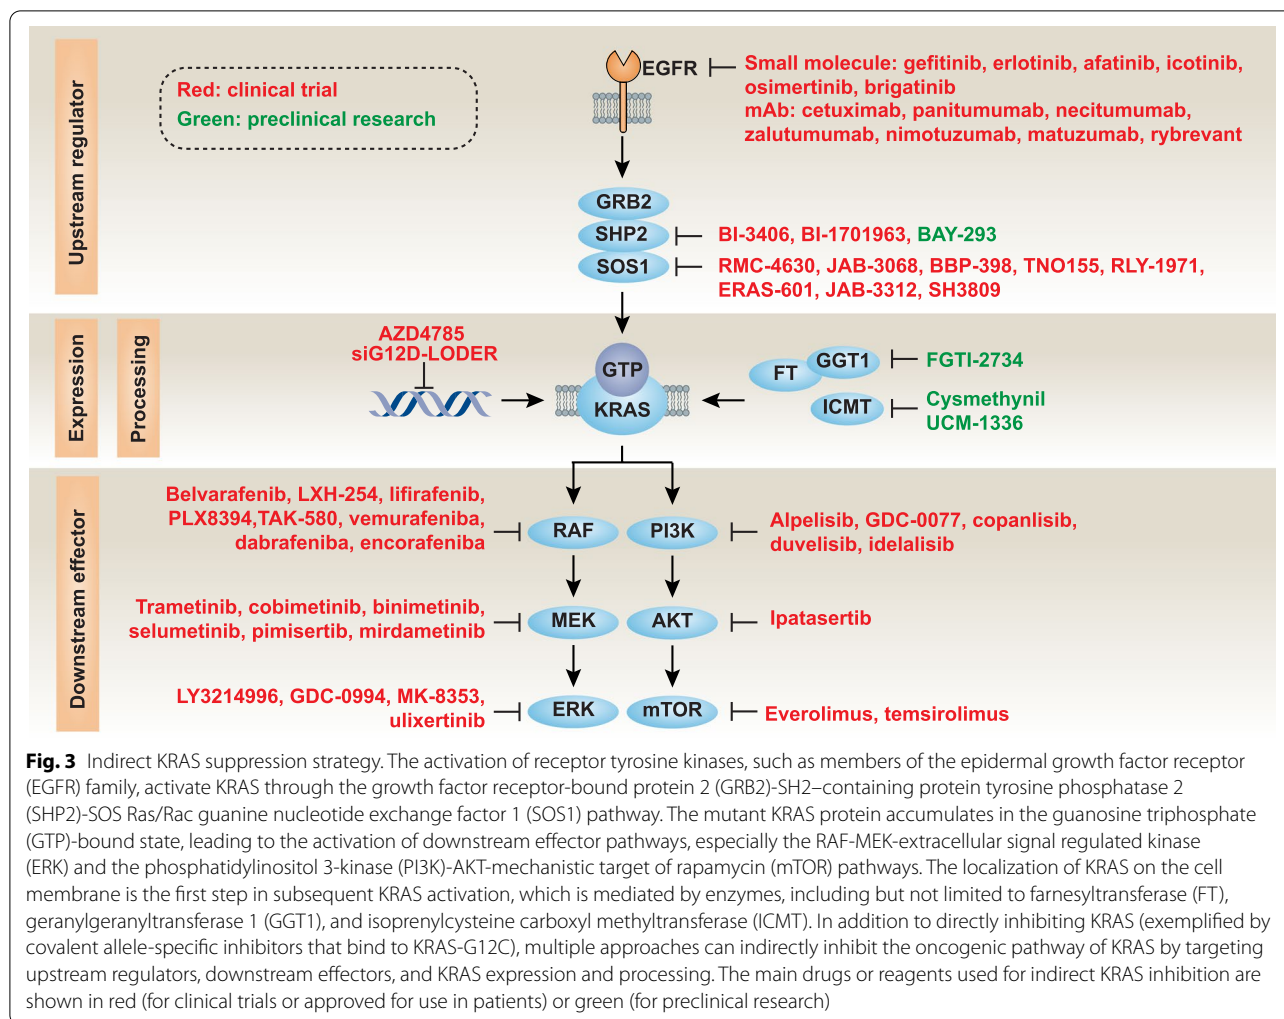 Upstream regulator
Red: clinical trial
Green: preclinical research
EGFR
Small molecule: gefitinib, erlotinib, afatinib, icotinib,
osimertinib, brigatinib
mAb: cetuximab, panitumumab, necitumumab,
zalutumumab, nimotuzumab, matuzumab, rybrevant
GRB2
SHP2
BI-3406, BI-1701963, BAY-293
SOS1
RMC-4630, JAB-3068, BBP-398, TNO155, RLY-1971,
ERAS-601, JAB-3312, SH3809
Expression
Processing
AZD4785
siG12D-LODER
GTP
KRAS
FT
GGT1
FGTI-2734
ICMT
Cysmethynil
UCM-1336
Downstream effector
Belvarafenib, LXH-254, lifirafenib,
PLX8394,TAK-580, vemurafeniba,
dabrafeniba, encorafeniba
RAF
PI3K
Alpelisib, GDC-0077, copanlisib,
duvelisib, idelalisib
Trametinib, cobimetinib, binimetinib,
selumetinib, pimisertib, mirdametinib
MEK
AKT
Ipatasertib
LY3214996, GDC-0994, MK-8353,
ulixertinib
ERK
mTOR
Everolimus, temsirolimus
Fig. 3 Indirect KRAS suppression strategy. The activation of receptor tyrosine kinases, such as members of the epidermal growth factor receptor
(EGFR) family, activate KRAS through the growth factor receptor-bound protein 2 (GRB2)-SH2–containing protein tyrosine phosphatase 2
(SHP2)-SOS Ras/Rac guanine nucleotide exchange factor 1 (SOS1) pathway. The mutant KRAS protein accumulates in the guanosine triphosphate
(GTP)-bound state, leading to the activation of downstream effector pathways, especially the RAF-MEK-extracellular signal regulated kinase
(ERK) and the phosphatidylinositol 3-kinase (PI3K)-AKT-mechanistic target of rapamycin (mTOR) pathways. The localization of KRAS on the cell
membrane is the first step in subsequent KRAS activation, which is mediated by enzymes, including but not limited to farnesyltransferase (FT),
geranylgeranyltransferase 1 (GGT1), and isoprenylcysteine carboxyl methyltransferase (ICMT). In addition to directly inhibiting KRAS (exemplified by
covalent allele-specific inhibitors that bind to KRAS-G12C), multiple approaches can indirectly inhibit the oncogenic pathway of KRAS by targeting
upstream regulators, downstream effectors, and KRAS expression and processing. The main drugs or reagents used for indirect KRAS inhibition are
shown in red (for clinical trials or approved for use in patients) or green (for preclinical research)